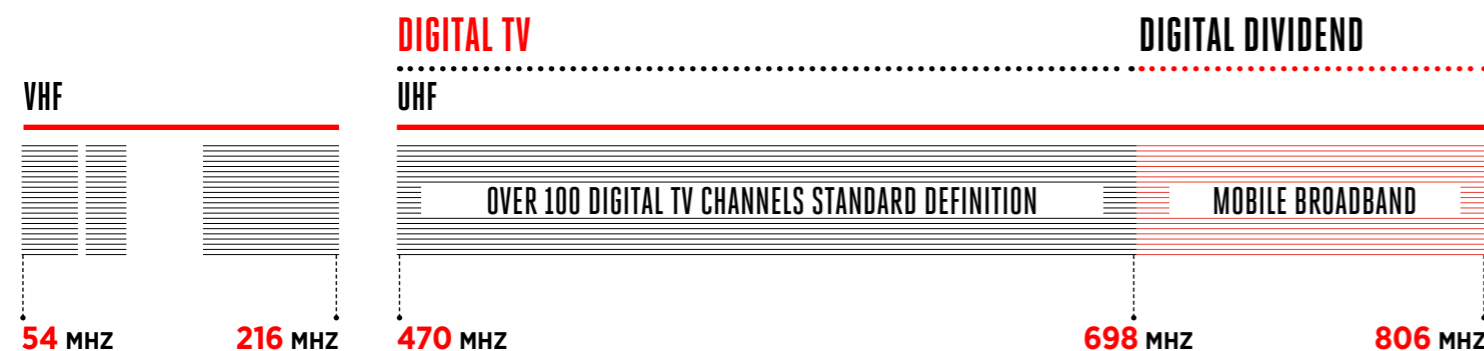 DIGITAL TV
DIGITAL DIVIDEND
VHF
UHF
OVER 100 DIGITAL TV CHANNELS STANDARD DEFINITION
MOBILE BROADBAND
54 MHZ
216 MHZ
470 MHZ
698 MHZ
806 MHZ